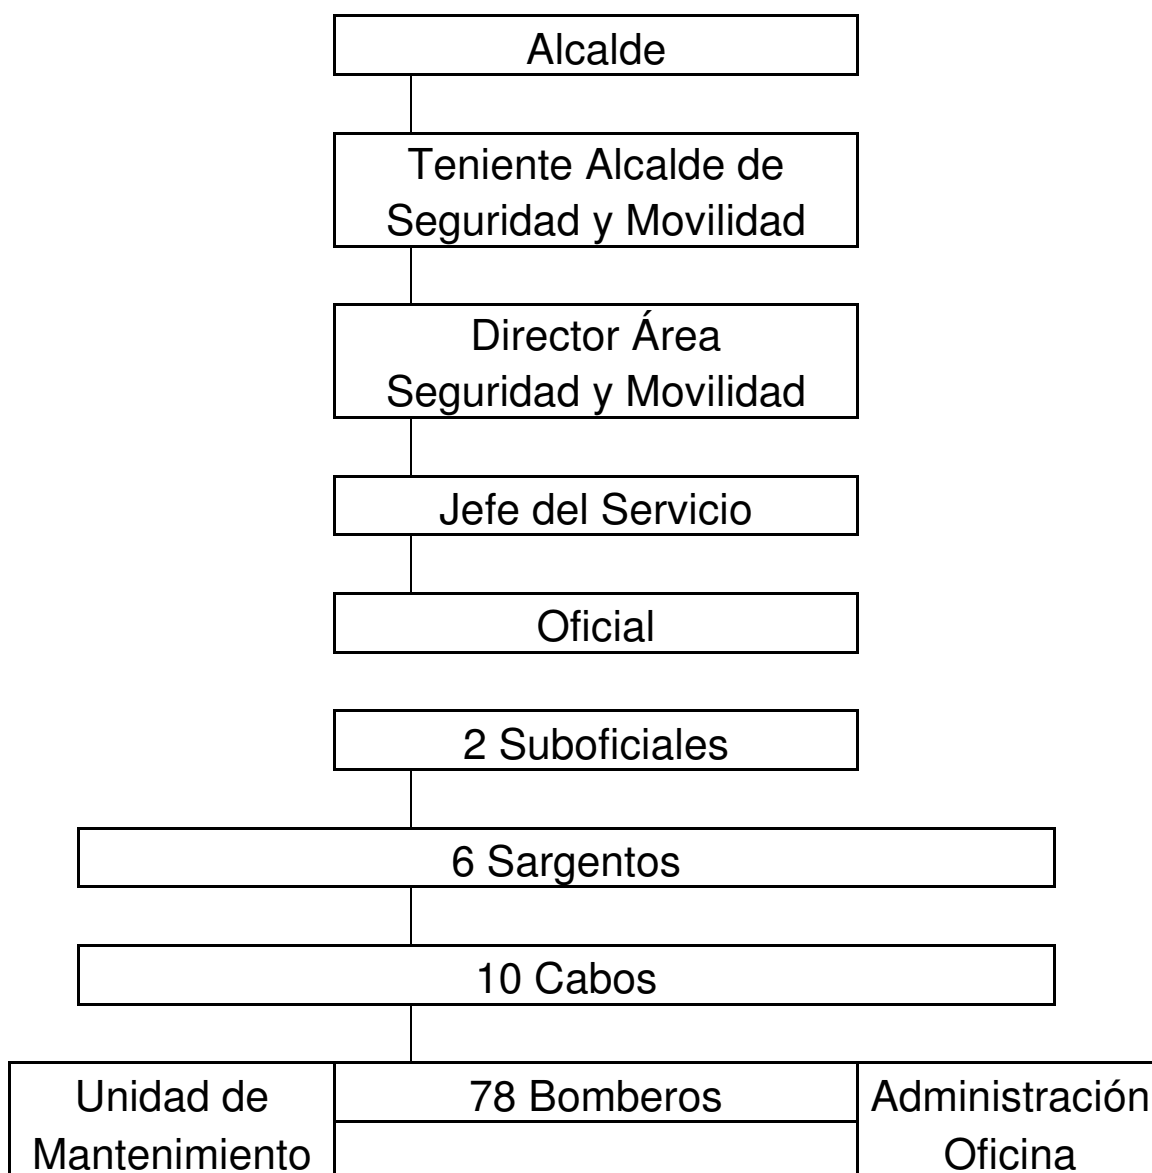 Alcalde
Teniente Alcalde de
Seguridad y Movilidad
Director Área
Seguridad y Movilidad
Jefe del Servicio
Oficial
2 Suboficiales
6 Sargentos
10 Cabos
Unidad de
Mantenimiento
78 Bomberos
Administración
Oficina